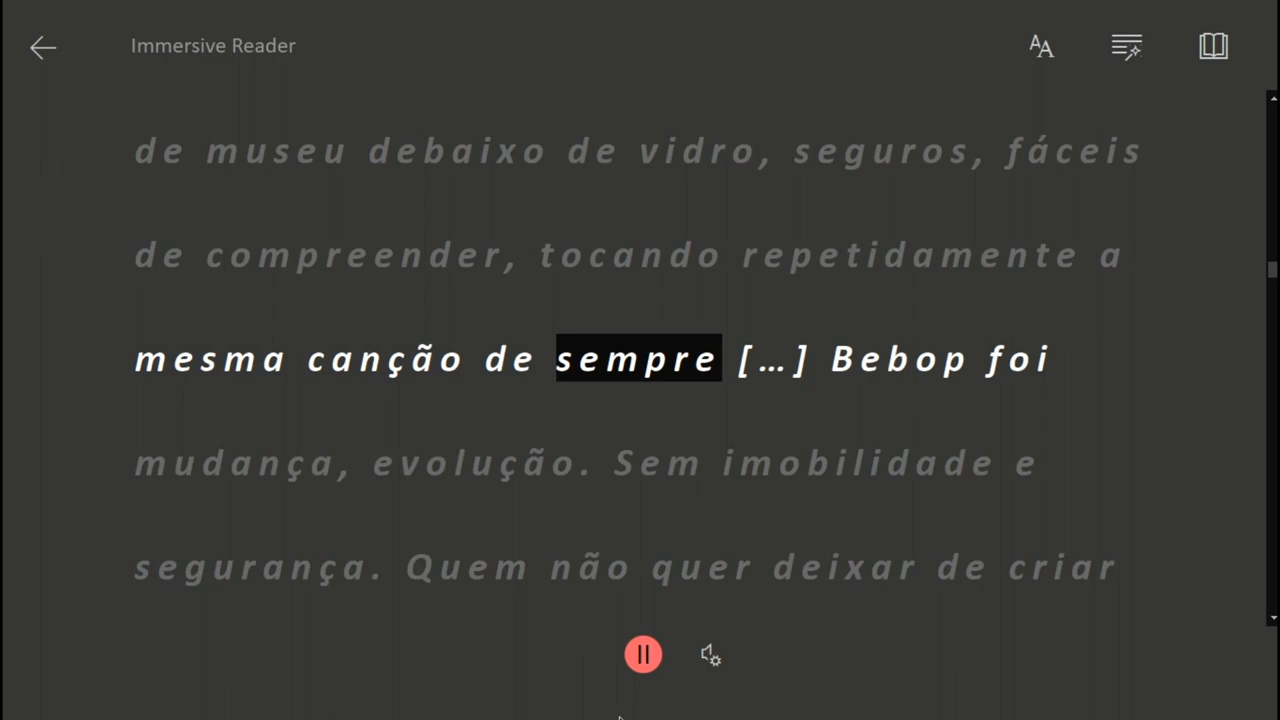 Immersive Reader
de museu debaixo de vidro, seguros, fáceis
de compreender, tocando repetidamente a
mesma canção de sempre [...] Bebop foi
mudança, evolução. Sem imobilidade e
segurança. Quem não quer deixar de criar